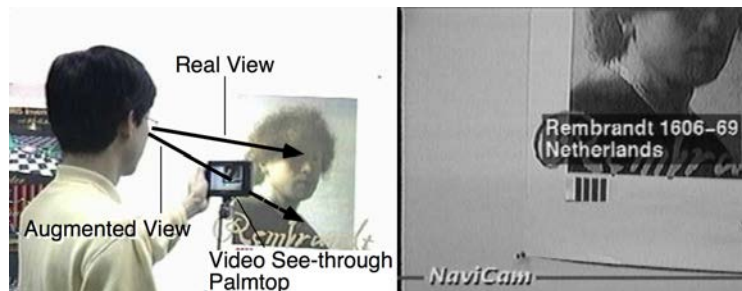 Real View
Augmented View
Rembrandt
Video See-through
Palmtop
Rembrandt 1606–69
Netherlands
NaviCam